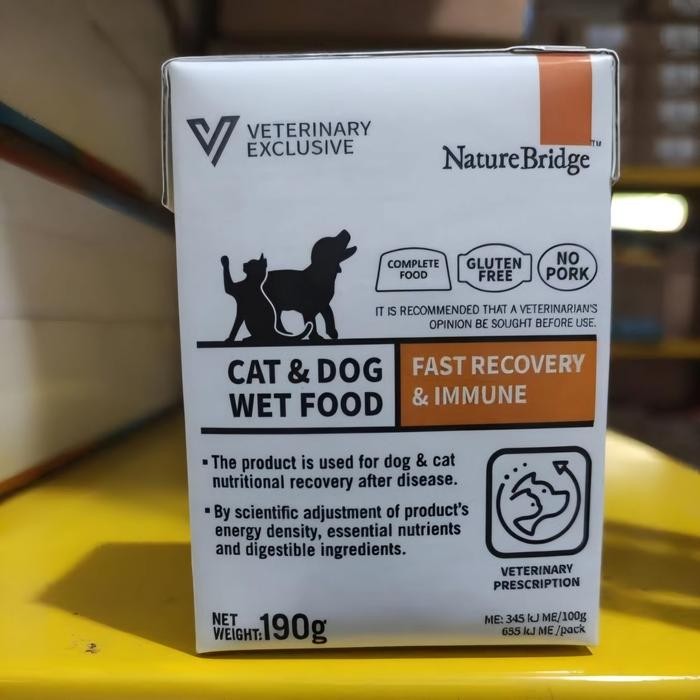 VETERINARY
EXCLUSIVE
NatureBridge™
COMPLETE
FOOD
GLUTEN
FREE
NO
PORK
IT IS RECOMMENDED THAT A VETERINARIAN'S
OPINION BE SOUGHT BEFORE USE.
CAT & DOG
WET FOOD
FAST RECOVERY
& IMMUNE
▪ The product is used for dog & cat
nutritional recovery after disease.
▪ By scientific adjustment of product's
energy density, essential nutrients
and digestible ingredients.
VETERINARY
PRESCRIPTION
NET
WEIGHT:190g
ME: 345 kJ ME/100g
655 kJ ME/pack